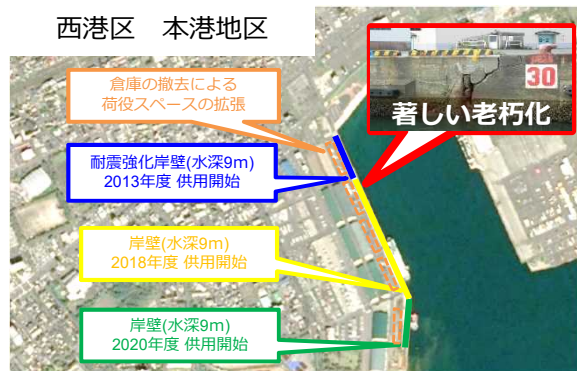 西港区　本港地区
倉庫の撤去による
荷役スペースの拡張
30
著しい老朽化
耐震強化岸壁(水深9m)
2013年度 供用開始
岸壁(水深9m)
2018年度 供用開始
岸壁(水深9m)
2020年度 供用開始